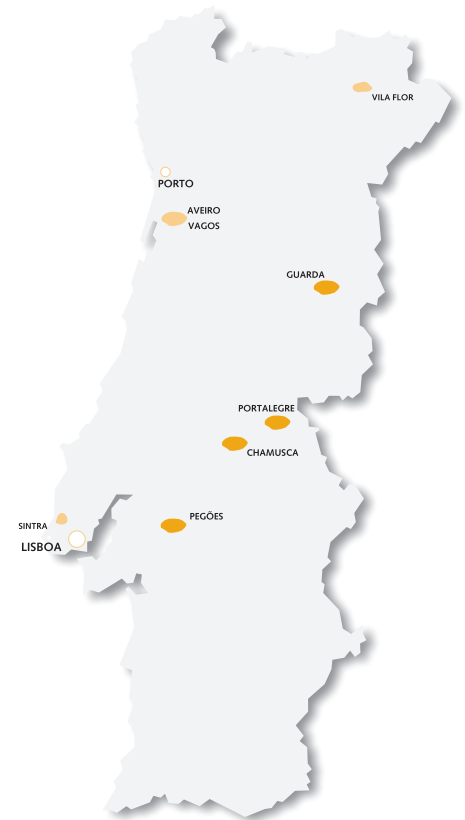 VILA FLOR
PORTO
AVEIRO
VAGOS
GUARDA
PORTALEGRE
CHAMUSCA
PEGÕES
SINTRA
LISBOA